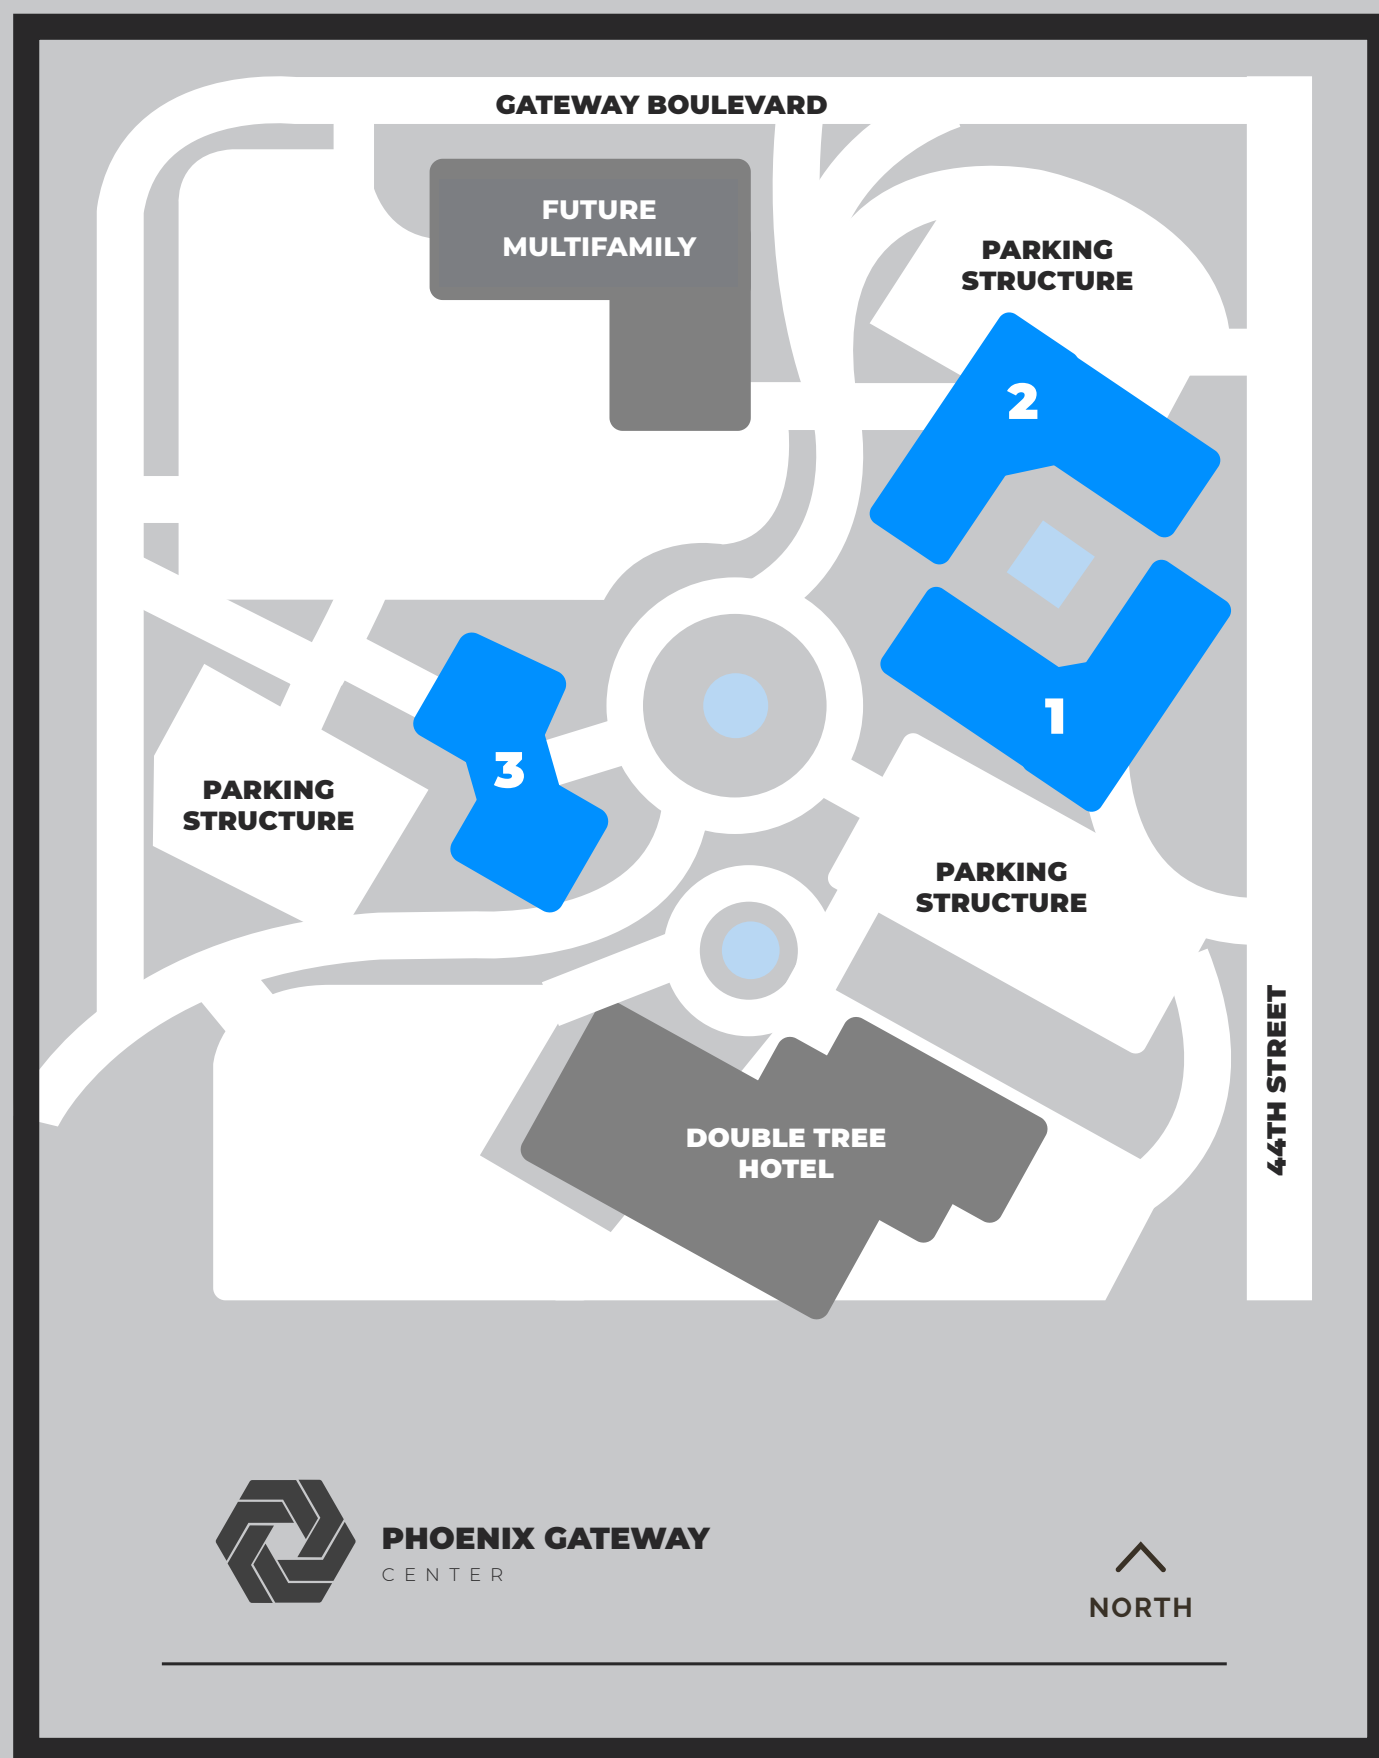 GATEWAY BOULEVARD
FUTURE
MULTIFAMILY
PARKING
STRUCTURE
2
1
3
PARKING
STRUCTURE
PARKING
STRUCTURE
44TH STREET
DOUBLE TREE
HOTEL
PHOENIX GATEWAY
CENTER
NORTH